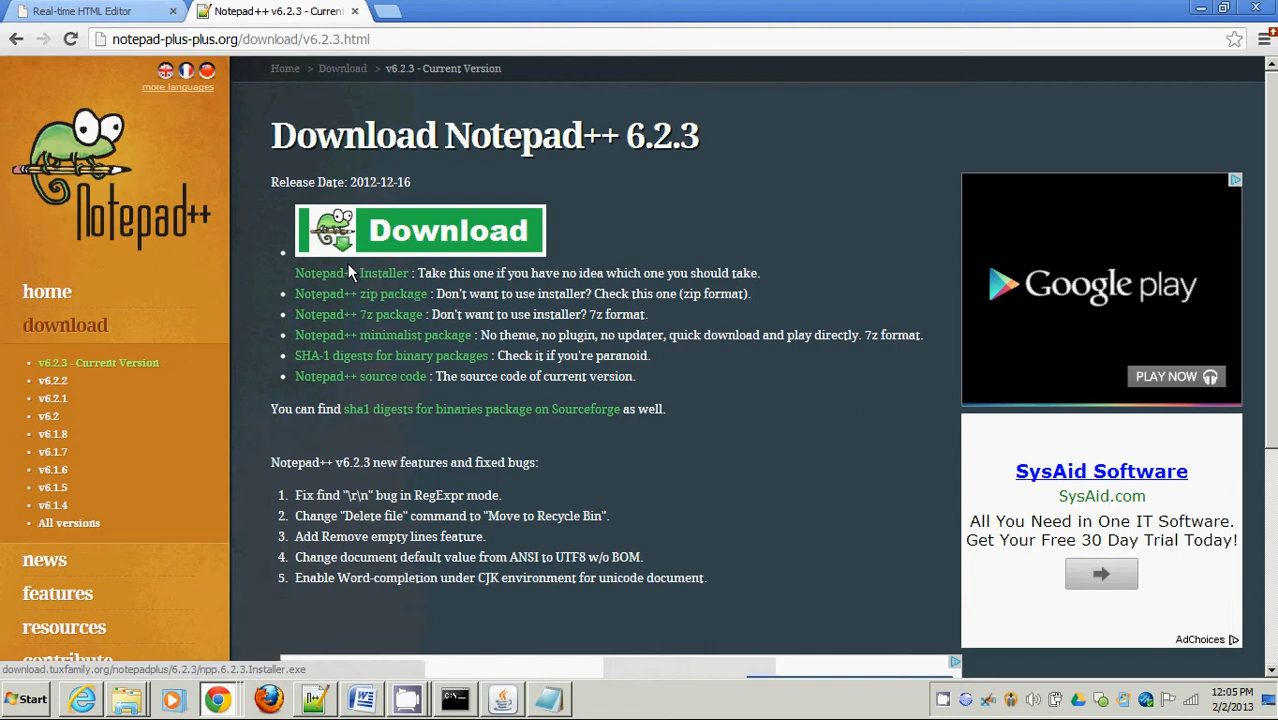 Real-time HTML Editor
Notepad++ v6.2.3 - Curren
notepad-plus-plus.org/download/v6.2.3.html
more languages
Notepad++
home
download
v6.2.3 - Current Version
v6.2.2
v6.2.1
v6.2
v6.1.8
v6.1.7
v6.1.6
v6.1.5
v6.1.4
All versions
news
features
resources
contribute
Home > Download > v6.2.3 - Current Version
Download Notepad++ 6.2.3
Release Date: 2012-12-16
Download
Notepad++ Installer : Take this one if you have no idea which one you should take.
Notepad++ zip package : Don't want to use installer? Check this one (zip format).
Notepad++ 7z package : Don't want to use installer? 7z format.
Notepad++ minimalist package : No theme, no plugin, no updater, quick download and play directly. 7z format.
SHA-1 digests for binary packages : Check it if you're paranoid.
Notepad++ source code : The source code of current version.
You can find sha1 digests for binaries package on Sourceforge as well.
Notepad++ v6.2.3 new features and fixed bugs:
1. Fix find "\r\n" bug in RegExpr mode.
2. Change "Delete file" command to "Move to Recycle Bin".
3. Add Remove empty lines feature.
4. Change document default value from ANSI to UTF8 w/o BOM.
5. Enable Word-completion under CJK environment for unicode document.
Google play
PLAY NOW
SysAid Software
SysAid.com
All You Need in One IT Software.
Get Your Free 30 Day Trial Today!
AdChoices
download.tuxfamily.org/notepadplus/6.2.3/npp.6.2.3.Installer.exe
Start
12:05 PM
2/2/2013